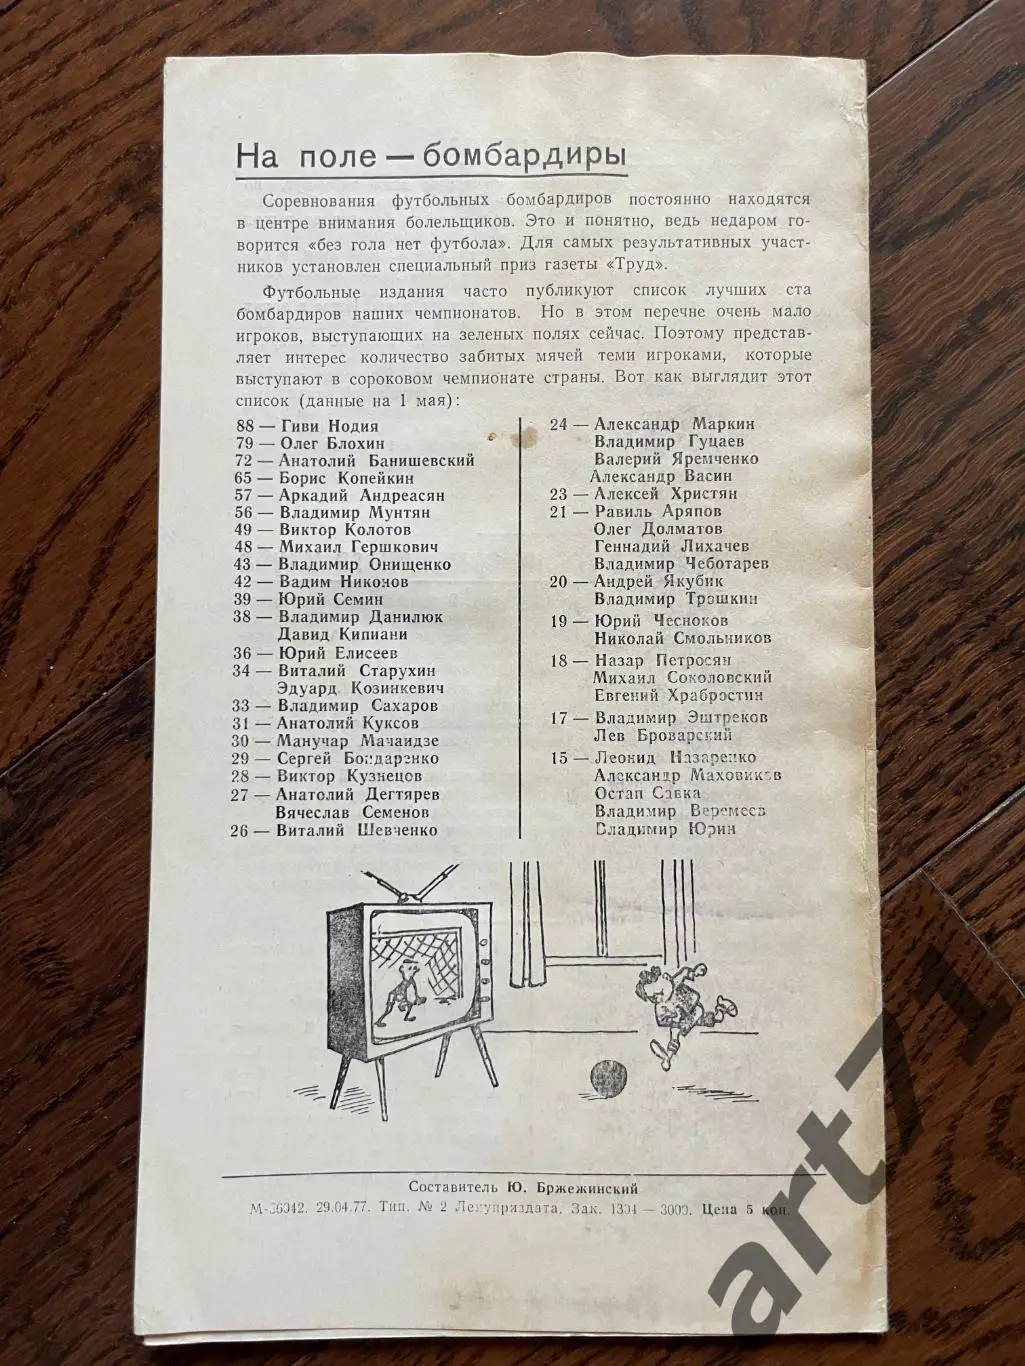 На поле — бомбардиры
Соревнования футбольных бомбардиров постоянно находятся
в центре внимания болельщиков. Это и понятно, ведь недаром го-
ворится «без гола нет футбола». Для самых результативных участ-
ников установлен специальный приз газеты «Труд».
Футбольные издания часто публикуют список лучших ста
бомбардиров наших чемпионатов. Но в этом перечне очень мало
игроков, выступающих на зеленых полях сейчас. Поэтому представ-
ляет интерес количество забитых мячей теми игроками, которые
выступают в сороковом чемпионате страны. Вот как выглядит этот
список (данные на 1 мая):
88 — Гиви Нодия
79 — Олег Блохин
72 — Анатолий Банишевский
65 — Борис Копейкин
57 — Аркадий Андреасян
56 — Владимир Мунтян
49 — Виктор Колотов
48 — Михаил Гершкович
43 — Владимир Онищенко
42 — Вадим Никонов
39 — Юрий Семин
38 — Владимир Данилюк
Давид Кипиани
36 — Юрий Елисеев
34 — Виталий Старухин
Эдуард Козинкевич
33 — Владимир Сахаров
31 — Анатолий Куксов
30 — Манучар Мачаидзе
29 — Сергей Бондаренко
28 — Виктор Кузнецов
27 — Анатолий Дегтярев
Вячеслав Семенов
26 — Виталий Шевченко
24 — Александр Маркин
Владимир Гуцаев
Валерий Яремченко
Александр Васин
23 — Алексей Христян
21 — Равиль Аряпов
Олег Долматов
Геннадий Лихачев
Владимир Чеботарев
20 — Андрей Якубик
Владимир Трошкин
19 — Юрий Чесноков
Николай Смольников
18 — Назар Петросян
Михаил Соколовский
Евгений Храбростин
17 — Владимир Эштреков
Лев Броварский
15 — Леонид Назаренко
Александр Маховиков
Остап Савка
Владимир Веремеев
Владимир Юрин
Составитель Ю. Бржежинский
29.04.77. Тип. № 2 Ленуприздата. Зак. 1304 — 3000. Цена 5 коп.
art71